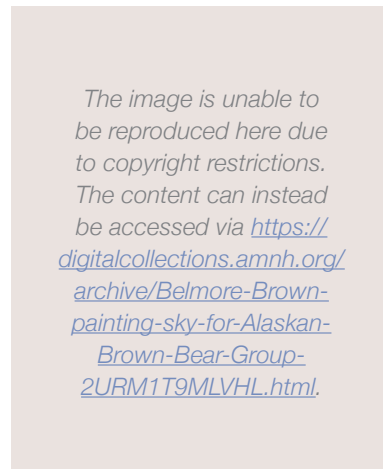 The image is unable to
be reproduced here due
to copyright restrictions.
The content can instead
be accessed via https://
digitalcollections.amnh.org/
archive/Belmore-Brown-
painting-sky-for-Alaskan-
Brown-Bear-Group-
2URM1T9MLVHL.html.